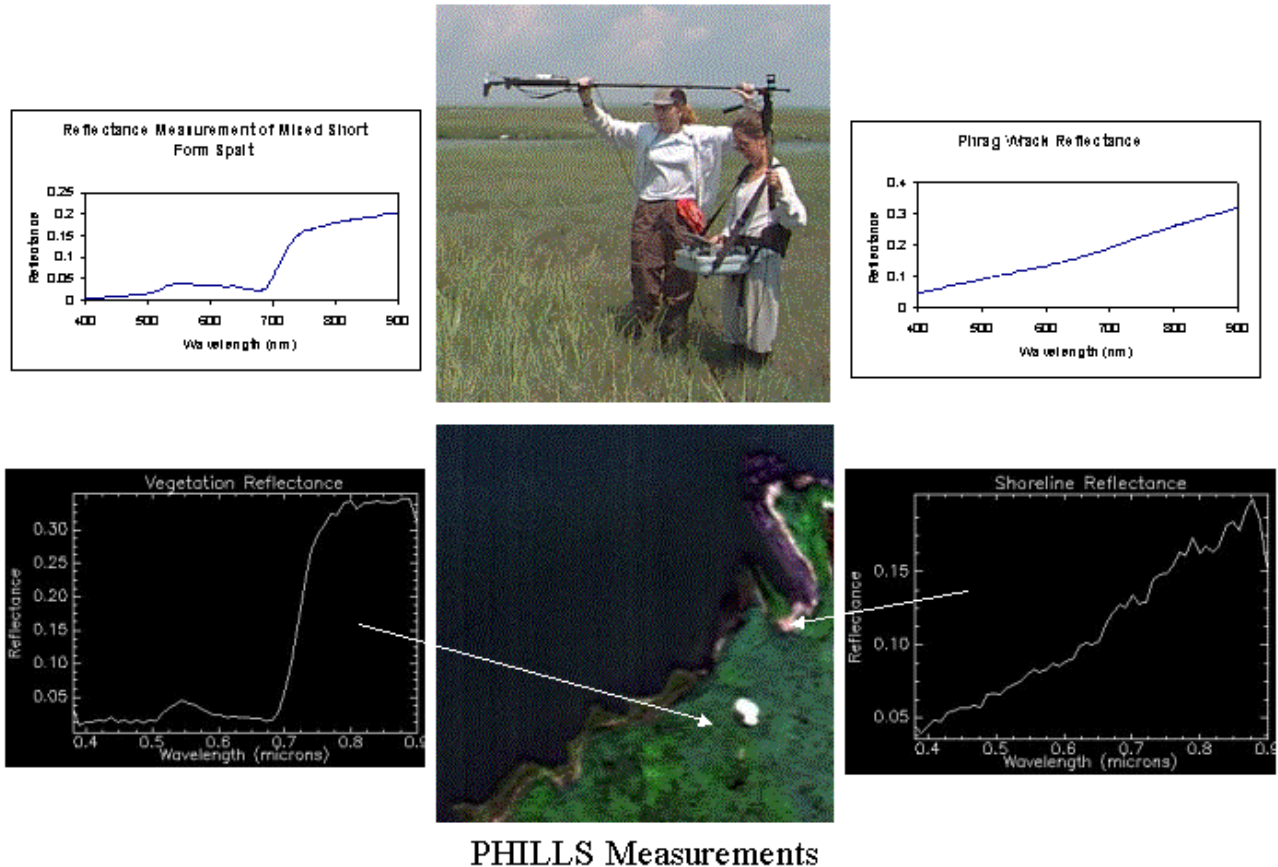 Reflectance Measurement of Mixed Short
Form Spalt
0.25
0.2
0.15
0.1
0.05
0
Reflectance
400 500 600 700 800 900
Wavelength (nm)
Phrag Wrack Reflectance
0.4
0.3
0.2
0.1
0
Reflectance
400 500 600 700 800 900
Wavelength (nm)
Vegetation Reflectance
0.30
0.25
0.20
0.15
0.10
0.05
Reflectance
0.4 0.5 0.6 0.7 0.8 0.9
Wavelength (microns)
Shoreline Reflectance
0.15
0.10
0.05
Reflectance
0.4 0.5 0.6 0.7 0.8 0.9
Wavelength (microns)
PHILLS Measurements